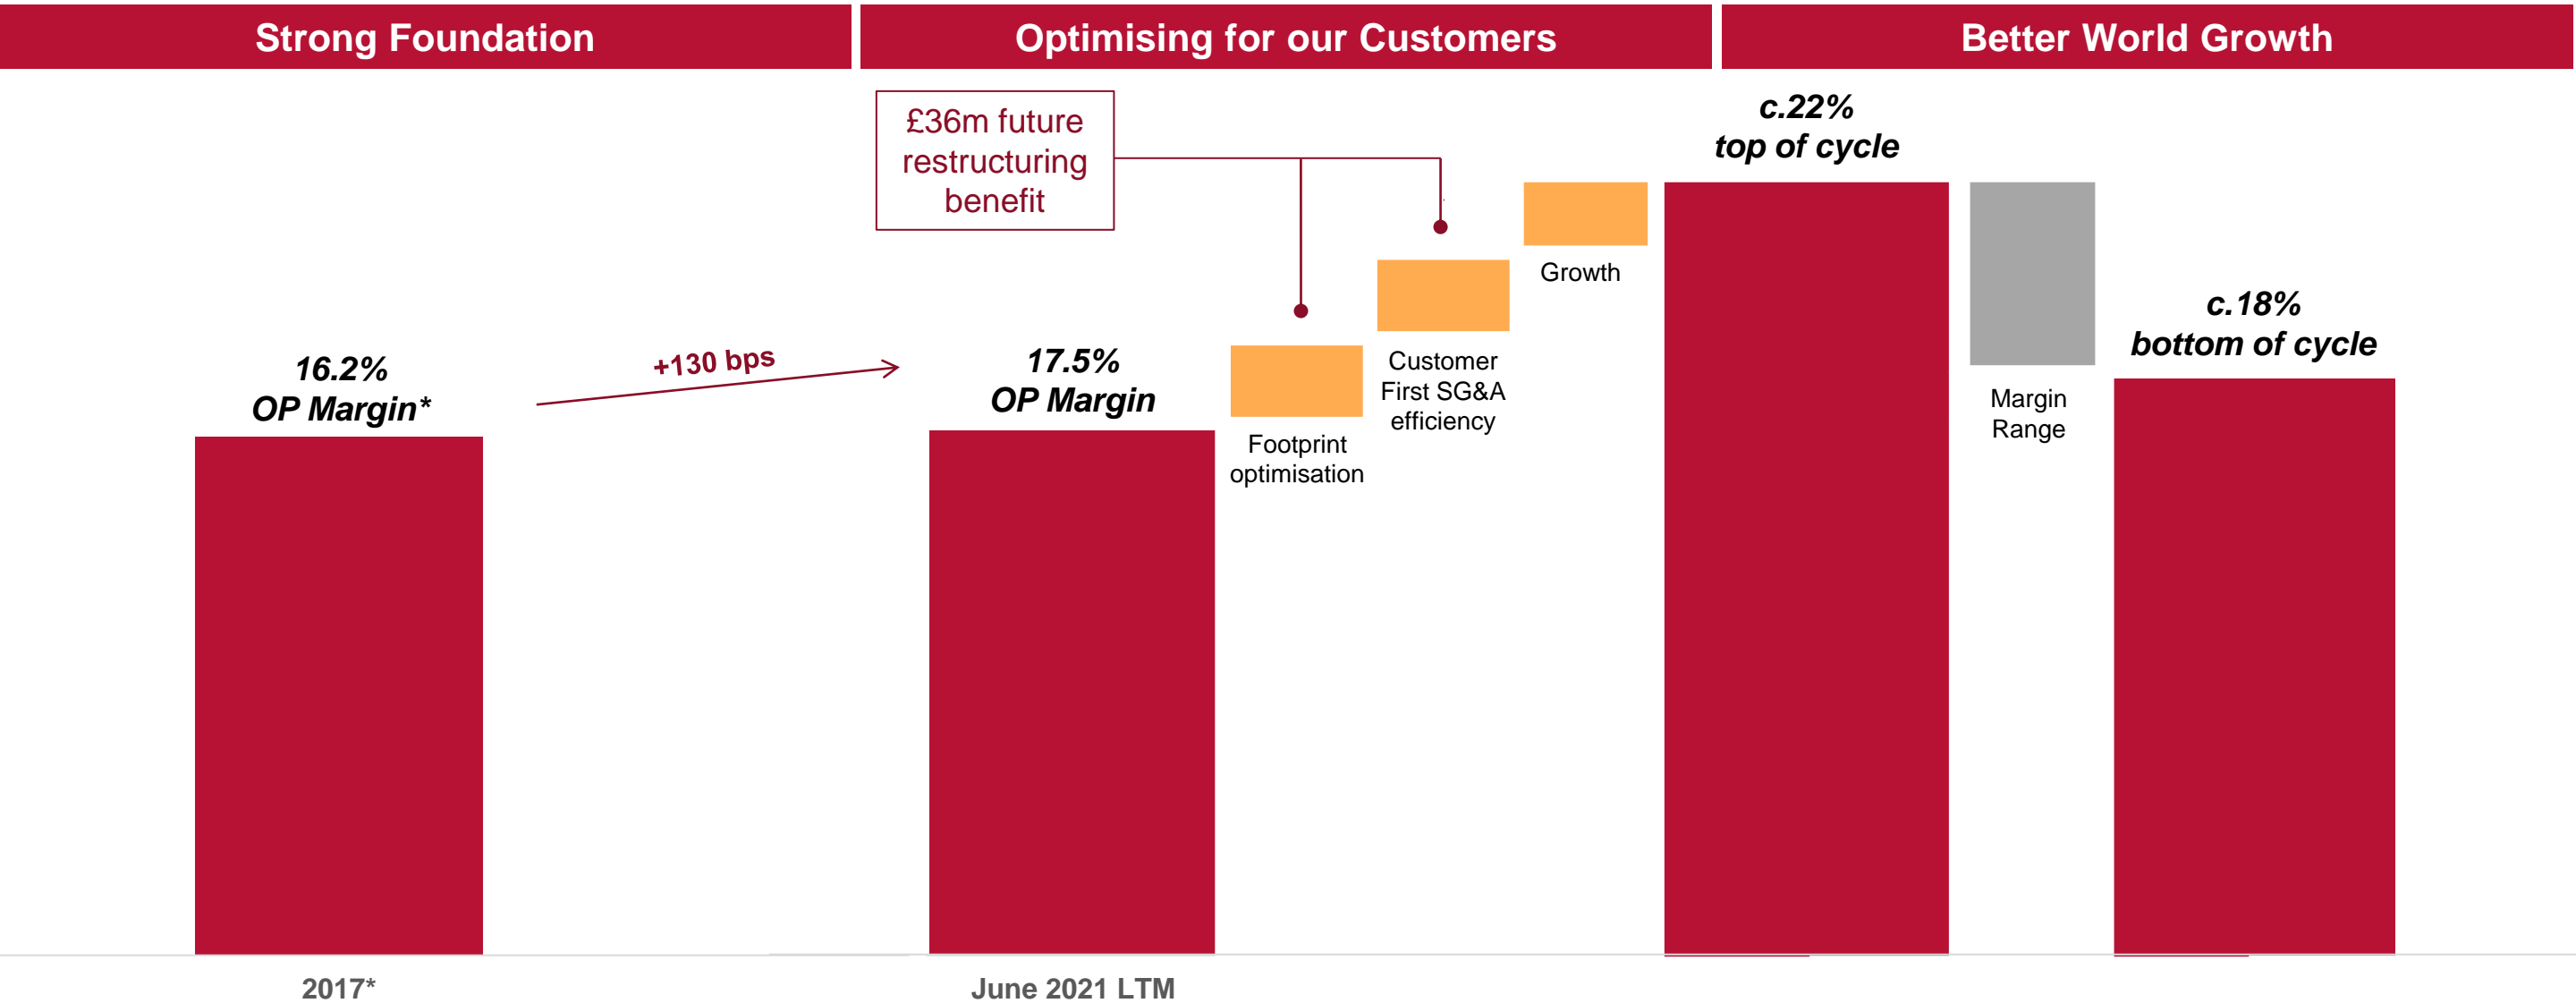 Strong Foundation
Optimising for our Customers
Better World Growth
£36m future
restructuring
benefit
c.22%
top of cycle
Growth
c.18%
bottom of cycle
16.2%
OP Margin*
+130 bps
17.5%
OP Margin
Customer
First SG&A
efficiency
Footprint
optimisation
Margin
Range
2017*
June 2021 LTM